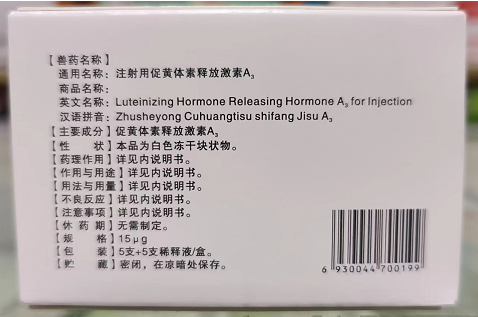 【兽药名称】
通用名称：注射用促黄体素释放激素A₃
商品名称：
英文名称：Luteinizing Hormone Releasing Hormone A₃ for Injection
汉语拼音：Zhusheyong Cuhuangtisu shifang Jisu A₃
【主要成分】促黄体素释放激素A₃
【性 状】本品为白色冻干块状物。
【药理作用】详见内说明书。
【作用与用途】详见内说明书。
【用法与用量】详见内说明书。
【不良反应】详见内说明书。
【注意事项】详见内说明书。
【休 药 期】无需制定。
【规 格】15μg
【包 装】5支+5支稀释液/盒。
【贮 藏】密闭，在凉暗处保存。
6 930044 700199